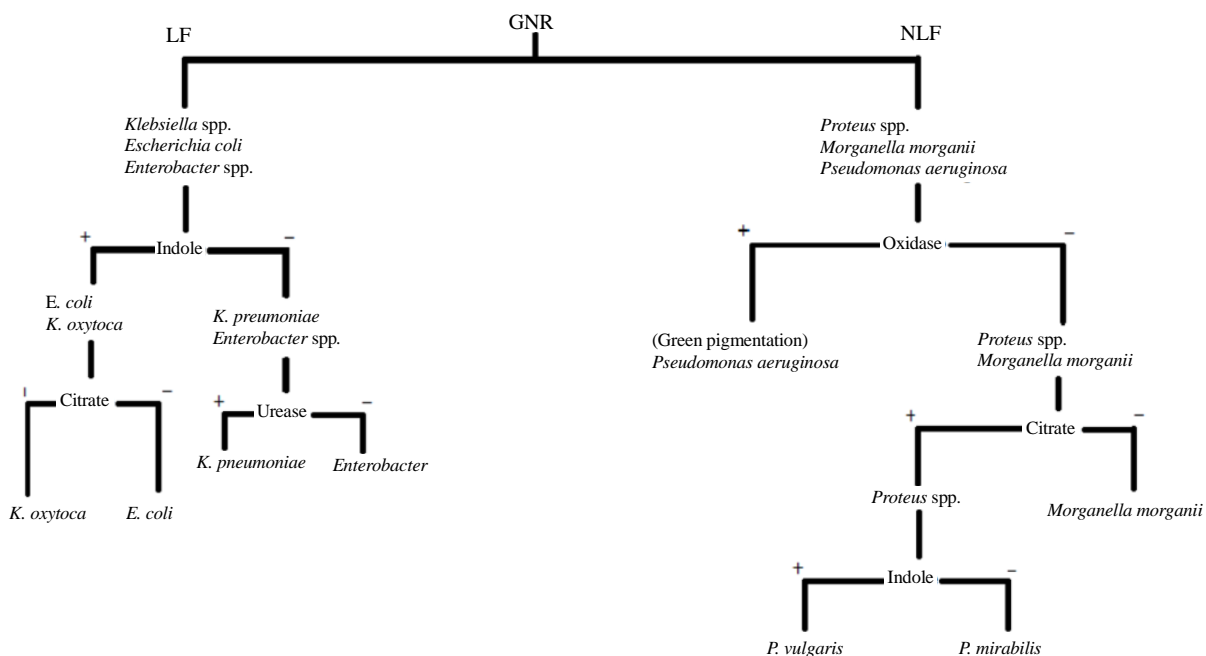 GNR
LF
NLF
Klebsiella spp.
Escherichia coli
Enterobacter spp.
Proteus spp.
Morganella morganii
Pseudomonas aeruginosa
+ Indole −
+ Oxidase −
E. coli
K. oxytoca
K. preumoniae
Enterobacter spp.
(Green pigmentation)
Pseudomonas aeruginosa
Proteus spp.
Morganella morganii
Citrate −
+ Urease −
+ Citrate −
K. pneumoniae
Enterobacter
K. oxytoca
E. coli
Proteus spp.
Morganella morganii
+ Indole −
P. vulgaris
P. mirabilis